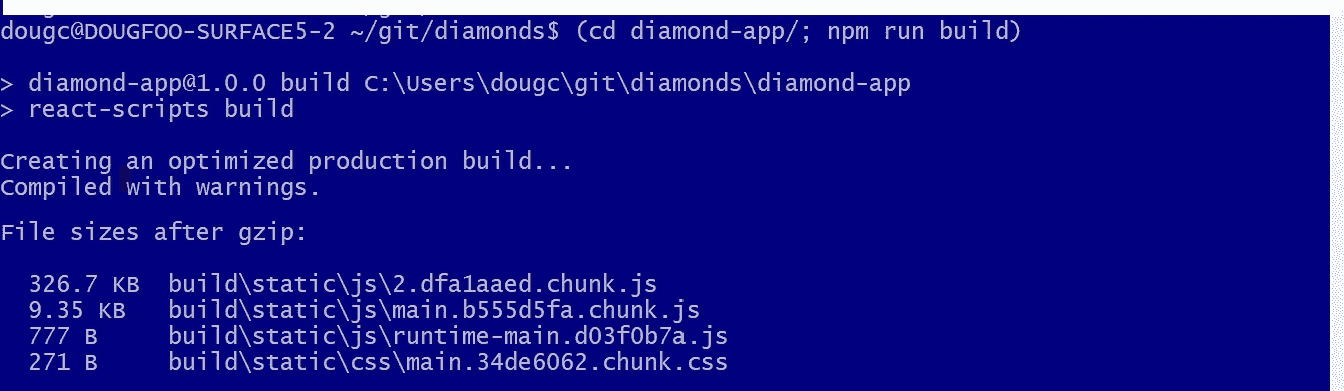 dougc@DOUGFOO-SURFACE5-2 ~/git/diamonds$ (cd diamond-app/; npm run build)
> diamond-app@1.0.0 build C:\Users\dougc\git\diamonds\diamond-app
> react-scripts build
Creating an optimized production build...
Compiled with warnings.
File sizes after gzip:
326.7 KB  build\static\js\2.dfa1aaed.chunk.js
9.35 KB   build\static\js\main.b555d5fa.chunk.js
777 B     build\static\js\runtime-main.d03f0b7a.js
271 B     build\static\css\main.34de6062.chunk.css